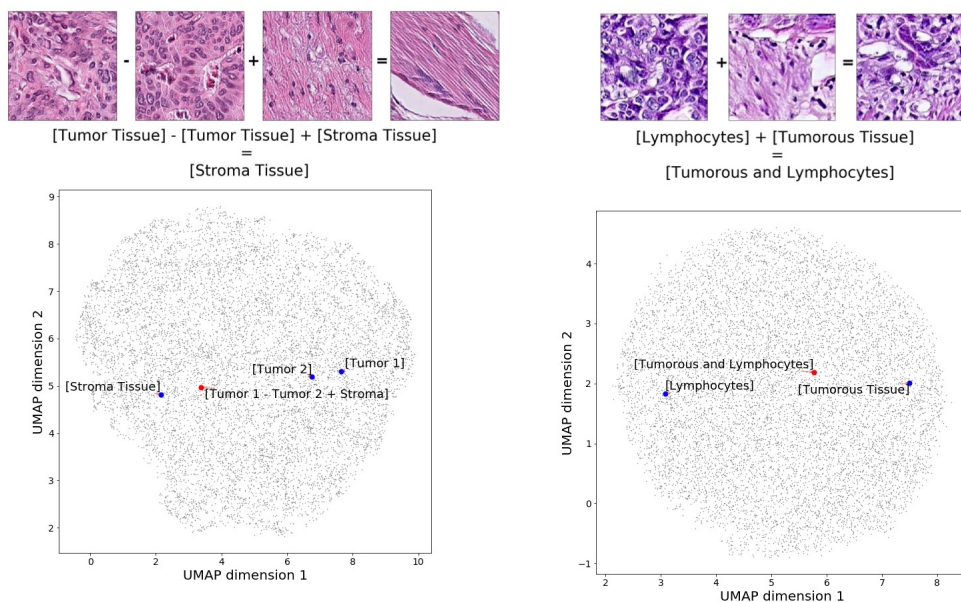 - + =
[Tumor Tissue] - [Tumor Tissue] + [Stroma Tissue]
=
[Stroma Tissue]
9
8
7
6
5
4
3
2
UMAP dimension 2
[Tumor 1]
[Tumor 2]
[Stroma Tissue]
[Tumor 1 - Tumor 2 + Stroma]
0 2 4 6 8 10
UMAP dimension 1
+ =
[Lymphocytes] + [Tumorous Tissue]
=
[Tumorous and Lymphocytes]
4
3
2
1
0
−1
UMAP dimension 2
[Tumorous and Lymphocytes]
[Lymphocytes]
[Tumorous Tissue]
2 3 4 5 6 7 8
UMAP dimension 1